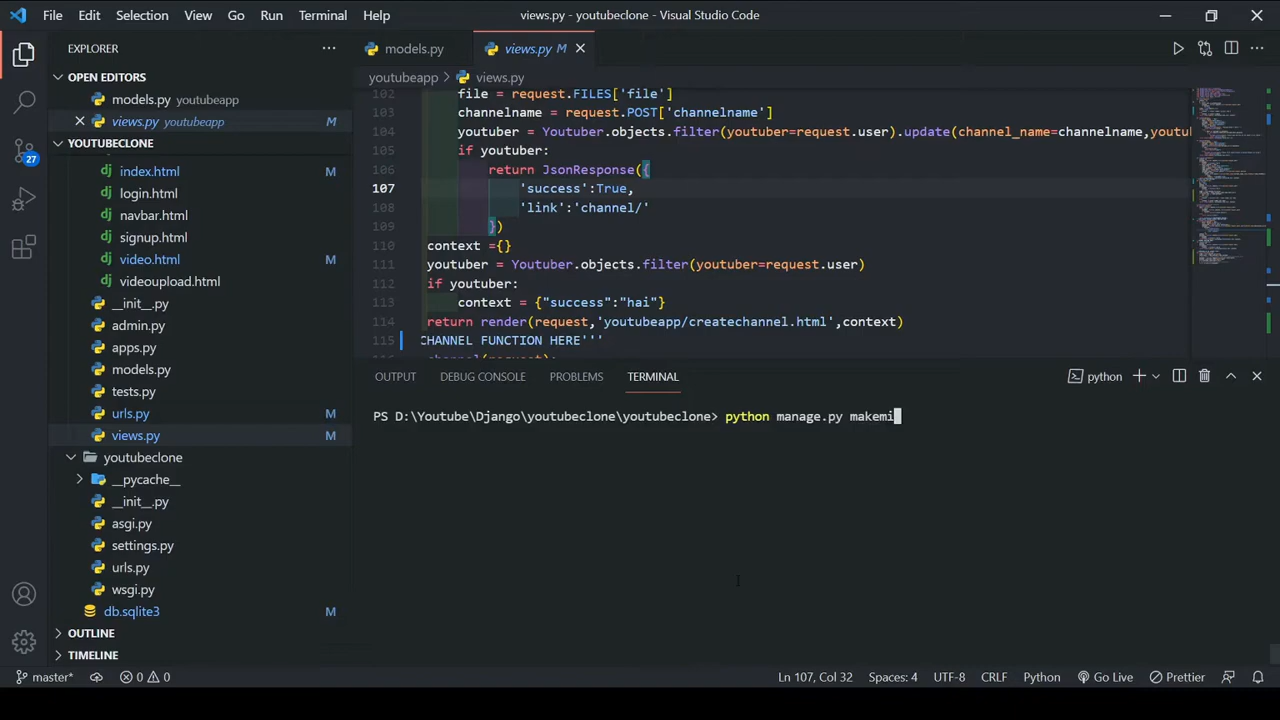 File Edit Selection View Go Run Terminal Help
views.py - youtubeclone - Visual Studio Code
EXPLORER
OPEN EDITORS
models.py youtubeapp
views.py youtubeapp M
YOUTUBECLONE
index.html M
login.html
navbar.html
signup.html
video.html M
videoupload.html
__init__.py
admin.py
apps.py
models.py
tests.py
urls.py M
views.py M
youtubeclone
__pycache__
__init__.py
asgi.py
settings.py
urls.py
wsgi.py
db.sqlite3 M
OUTLINE
TIMELINE
27
models.py
views.py M
youtubeapp > views.py
102 file = request.FILES['file']
103 channelname = request.POST['channelname']
104 youtuber = Youtuber.objects.filter(youtuber=request.user).update(channel_name=channelname,youtu
105 if youtuber:
106 return JsonResponse({
107 'success':True,
108 'link':'channel/'
109 })
110 context ={}
111 youtuber = Youtuber.objects.filter(youtuber=request.user)
112 if youtuber:
113 context = {"success":"hai"}
114 return render(request,'youtubeapp/createchannel.html',context)
115 CHANNEL FUNCTION HERE'''
OUTPUT DEBUG CONSOLE PROBLEMS TERMINAL
python
PS D:\Youtube\Django\youtubeclone\youtubeclone> python manage.py makemi
master* 0 0
Ln 107, Col 32 Spaces: 4 UTF-8 CRLF Python Go Live Prettier